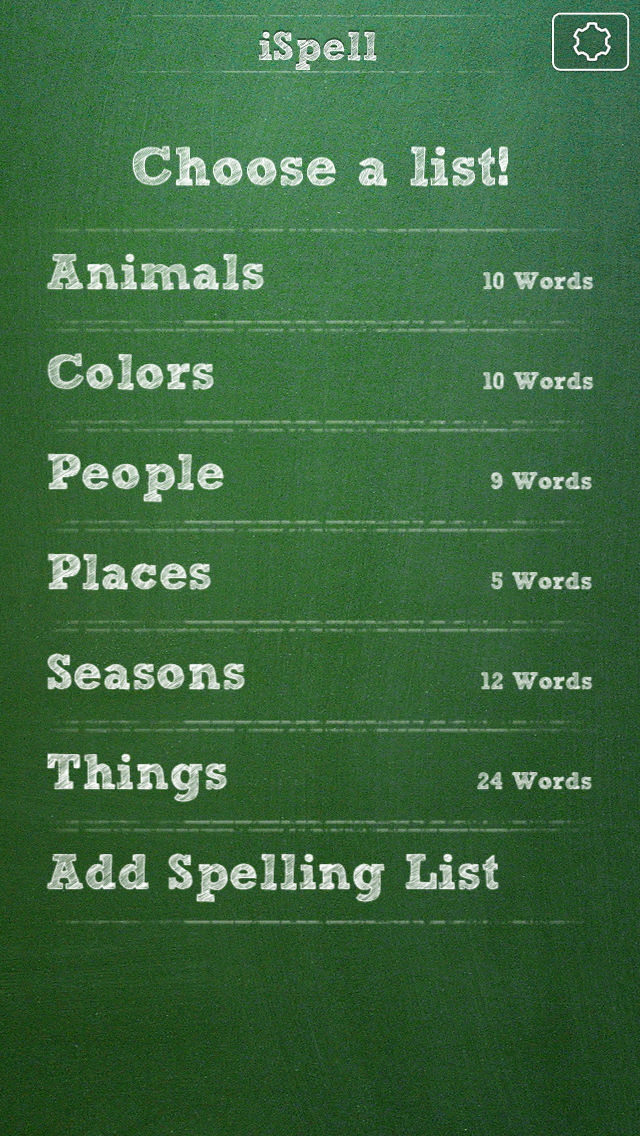 iSpell
Choose a list!
Animals 10 Words
Colors 10 Words
People 9 Words
Places 5 Words
Seasons 12 Words
Things 24 Words
Add Spelling List